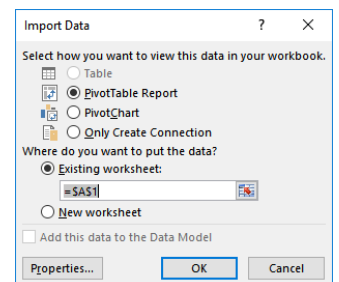 Import Data ? ×
Select how you want to view this data in your workbook.
Table
PivotTable Report
PivotChart
Only Create Connection
Where do you want to put the data?
Existing worksheet:
=$A$1
New worksheet
Add this data to the Data Model
Properties... OK Cancel